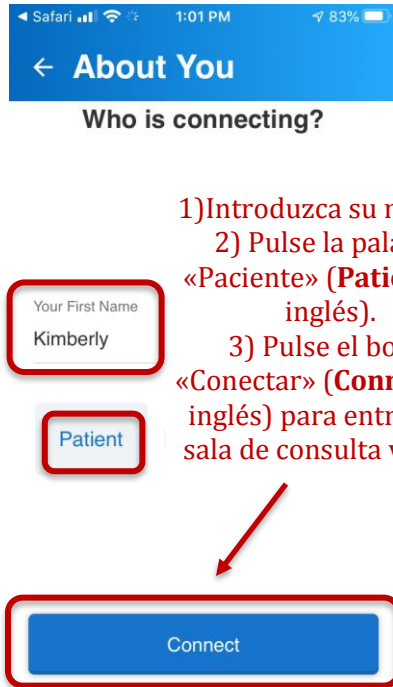 Safari 1:01 PM 83%
About You
Who is connecting?
1)Introduzca su
2) Pulse la
«Paciente» (
inglés).
3) Pulse el
«Conectar» (
inglés) para
sala de consulta
Your First Name
Kimberly
Patient
Connect